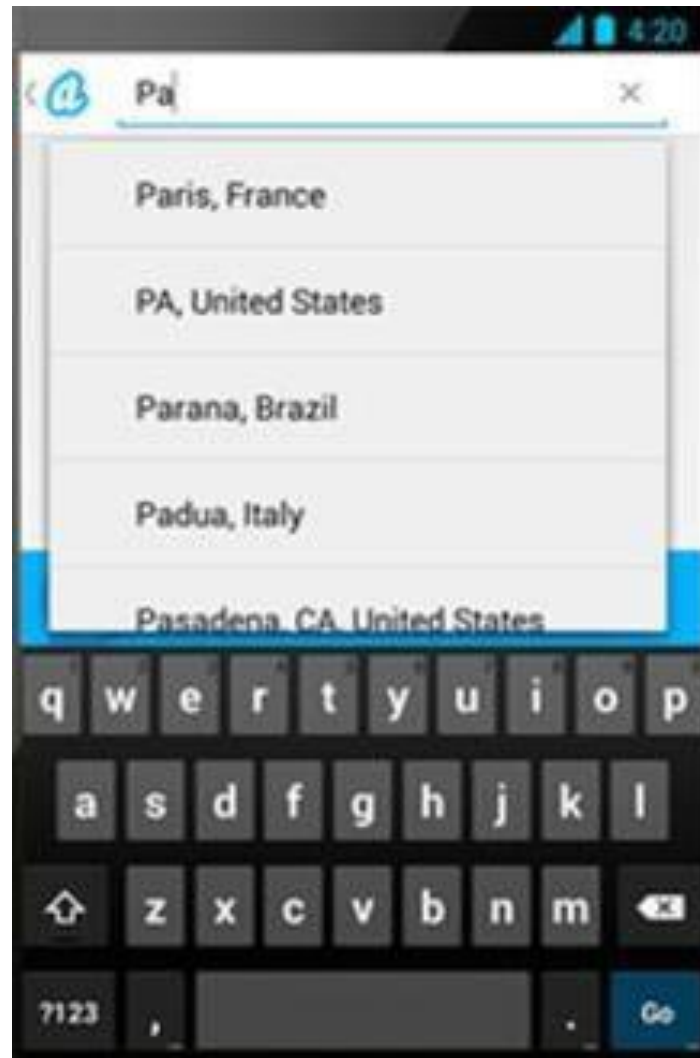 4:20
Pa
Paris, France
PA, United States
Parana, Brazil
Padua, Italy
Pasadena, CA, United States
q w e r t y u i o p
a s d f g h j k l
z x c v b n m
?123 , . Go